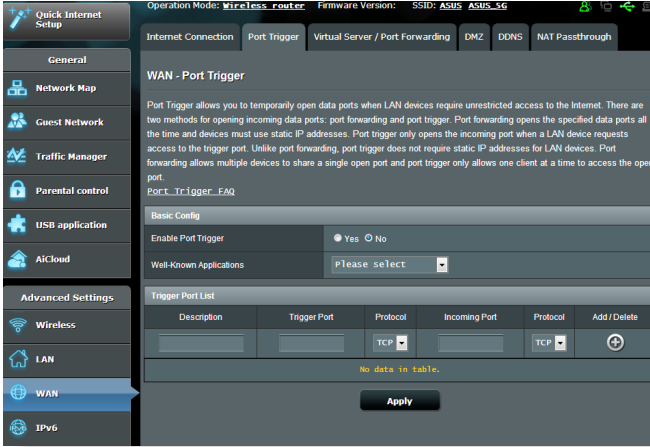 Quick Internet
Setup
Operation Mode: Wireless router Firmware Version: SSID: ASUS ASUS_5G
Internet Connection Port Trigger Virtual Server / Port Forwarding DMZ DDNS NAT Passthrough
General
Network Map
Guest Network
Traffic Manager
Parental control
USB application
AiCloud
Advanced Settings
Wireless
LAN
WAN
IPv6
WAN - Port Trigger
Port Trigger allows you to temporarily open data ports when LAN devices require unrestricted access to the Internet. There are
two methods for opening incoming data ports: port forwarding and port trigger. Port forwarding opens the specified data ports all
the time and devices must use static IP addresses. Port trigger only opens the incoming port when a LAN device requests
access to the trigger port. Unlike port forwarding, port trigger does not require static IP addresses for LAN devices. Port
forwarding allows multiple devices to share a single open port and port trigger only allows one client at a time to access the ope
port.
Port Trigger FAQ
Basic Config
Enable Port Trigger Yes No
Well-Known Applications Please select
Trigger Port List
Description Trigger Port Protocol Incoming Port Protocol Add / Delete
TCP TCP
No data in table.
Apply